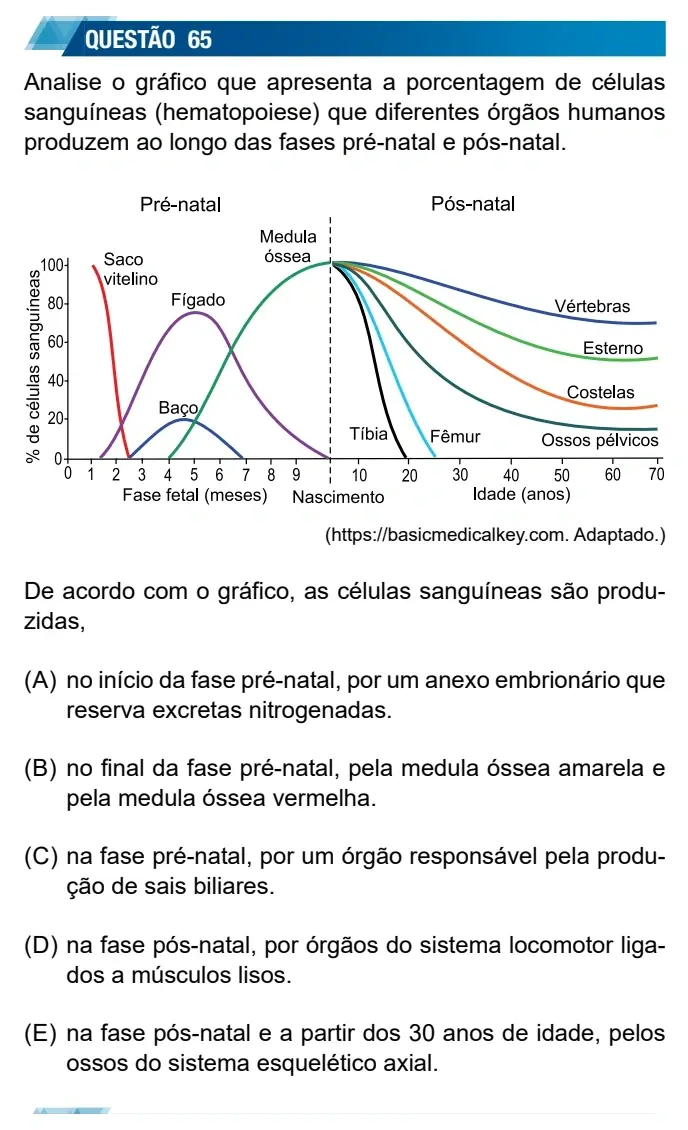 QUESTÃO 65
Analise o gráfico que apresenta a porcentagem de células
sanguíneas (hematopoiese) que diferentes órgãos humanos
produzem ao longo das fases pré-natal e pós-natal.
Pré-natal
Pós-natal
% de células sanguíneas
100
80
60
40
20
0
Saco
vitelino
Fígado
Baço
Medula
óssea
Vértebras
Esterno
Costelas
Ossos pélvicos
Tíbia
Fêmur
0 1 2 3 4 5 6 7 8 9 10 20 30 40 50 60 70
Fase fetal (meses) Nascimento Idade (anos)
(https://basicmedicalkey.com. Adaptado.)
De acordo com o gráfico, as células sanguíneas são produ-
zidas,
(A) no início da fase pré-natal, por um anexo embrionário que
reserva excretas nitrogenadas.
(B) no final da fase pré-natal, pela medula óssea amarela e
pela medula óssea vermelha.
(C) na fase pré-natal, por um órgão responsável pela produ-
ção de sais biliares.
(D) na fase pós-natal, por órgãos do sistema locomotor liga-
dos a músculos lisos.
(E) na fase pós-natal e a partir dos 30 anos de idade, pelos
ossos do sistema esquelético axial.